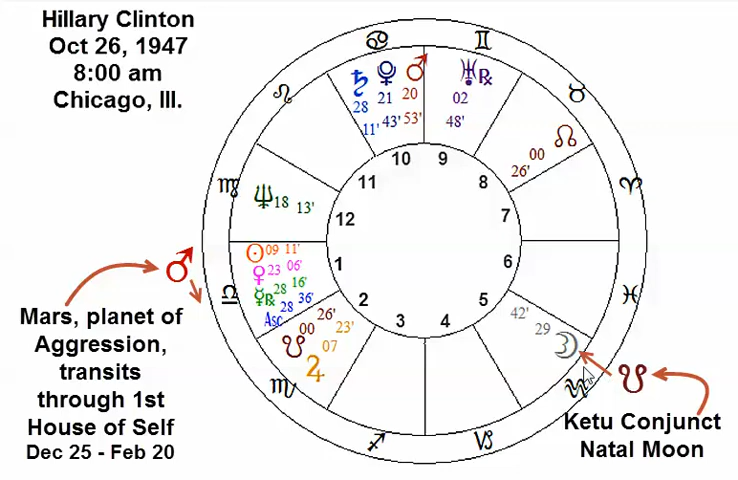 Hillary Clinton
Oct 26, 1947
8:00 am
Chicago, Ill.
28 21 20
11' 43' 53'
02
48'
00
26'
10 9
11 8
12 7
1 6
2 5
3 4
18 13'
09 11'
23 06'
28 16'
Asc 28 36'
00 26'
07 23'
42'
29
Mars, planet of
Aggression,
transits
through 1st
House of Self
Dec 25 - Feb 20
Ketu Conjunct
Natal Moon